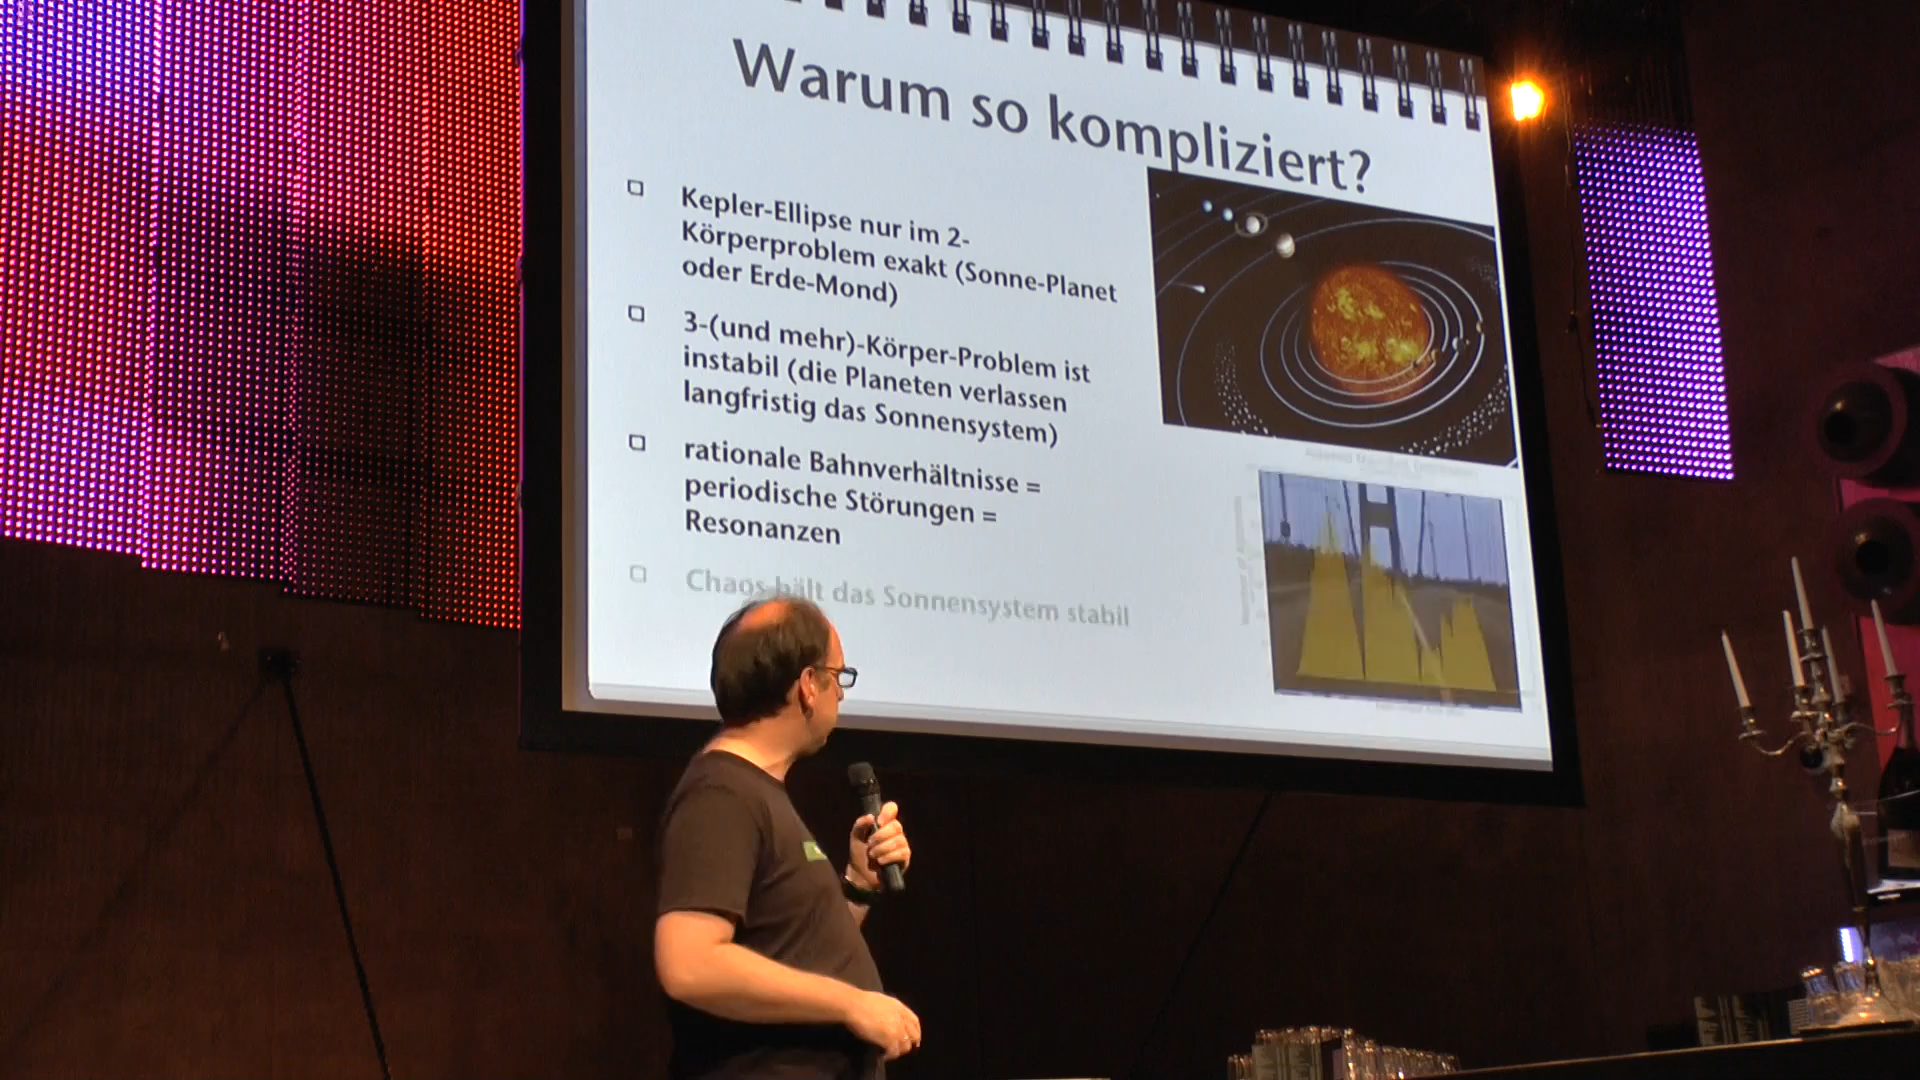 Warum so kompliziert?
Kepler-Ellipse nur im 2-
Körperproblem exakt (Sonne-Planet
oder Erde-Mond)
3-(und mehr)-Körper-Problem ist
instabil (die Planeten verlassen
langfristig das Sonnensystem)
rationale Bahnverhältnisse =
periodische Störungen =
Resonanzen
Chaos hält das Sonnensystem stabil